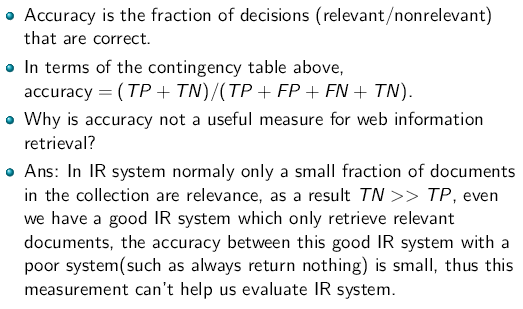 Accuracy is the fraction of decisions (relevant/nonrelevant)
that are correct.
In terms of the contingency table above,
accuracy = (TP + TN)/(TP + FP + FN + TN).
Why is accuracy not a useful measure for web information
retrieval?
Ans: In IR system normaly only a small fraction of documents
in the collection are relevance, as a result TN >> TP, even
we have a good IR system which only retrieve relevant
documents, the accuracy between this good IR system with a
poor system(such as always return nothing) is small, thus this
measurement can't help us evaluate IR system.